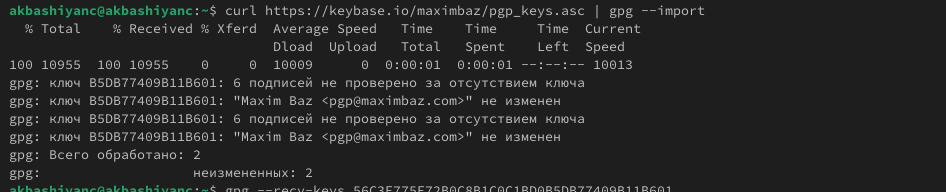 akbashiyanc@akbashiyanc:~$ curl https://keybase.io/maximbaz/pgp_keys.asc | gpg --import
% Total % Received % Xferd Average Speed Time Time Time Current
Dload Upload Total Spent Left Speed
100 10955 100 10955 0 0 10009 0 0:00:01 0:00:01 --:--:-- 10013
gpg: ключ B5DB77409B11B601: 6 подписей не проверено за отсутствием ключа
gpg: ключ B5DB77409B11B601: "Maxim Baz <pgp@maximbaz.com>" не изменен
gpg: ключ B5DB77409B11B601: 6 подписей не проверено за отсутствием ключа
gpg: ключ B5DB77409B11B601: "Maxim Baz <pgp@maximbaz.com>" не изменен
gpg: Всего обработано: 2
gpg: неизмененных: 2
akbashiyanc@akbashiyanc:~$ gpg --recv-keys